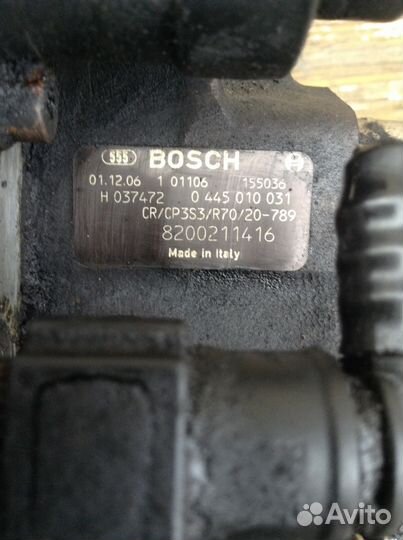 555 BOSCH
01.12.06 1 01106 155036
H 037472 0 445 010 031
CR/CP3S3/R70/20-789
8200211416
Made in Italy
Avito